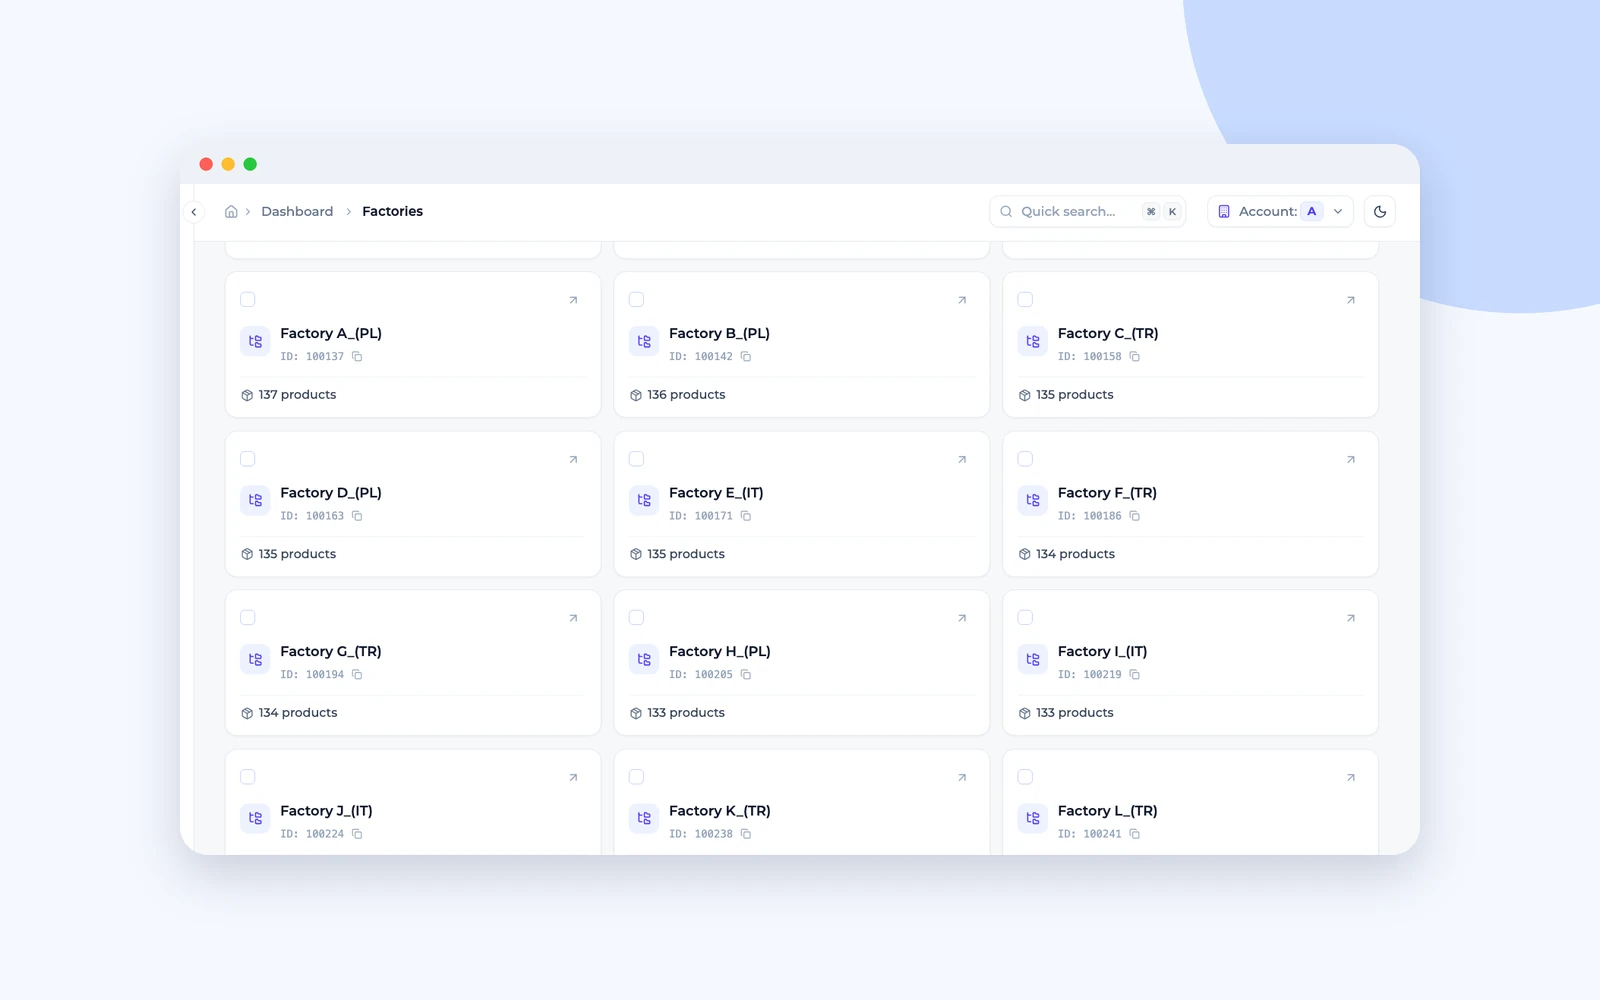 Dashboard > Factories
Quick search... ⌘ K
Account: A
Factory A_(PL)
ID: 100137
137 products
Factory B_(PL)
ID: 100142
136 products
Factory C_(TR)
ID: 100158
135 products
Factory D_(PL)
ID: 100163
135 products
Factory E_(IT)
ID: 100171
135 products
Factory F_(TR)
ID: 100186
134 products
Factory G_(TR)
ID: 100194
134 products
Factory H_(PL)
ID: 100205
133 products
Factory I_(IT)
ID: 100219
133 products
Factory J_(IT)
ID: 100224
Factory K_(TR)
ID: 100238
Factory L_(TR)
ID: 100241